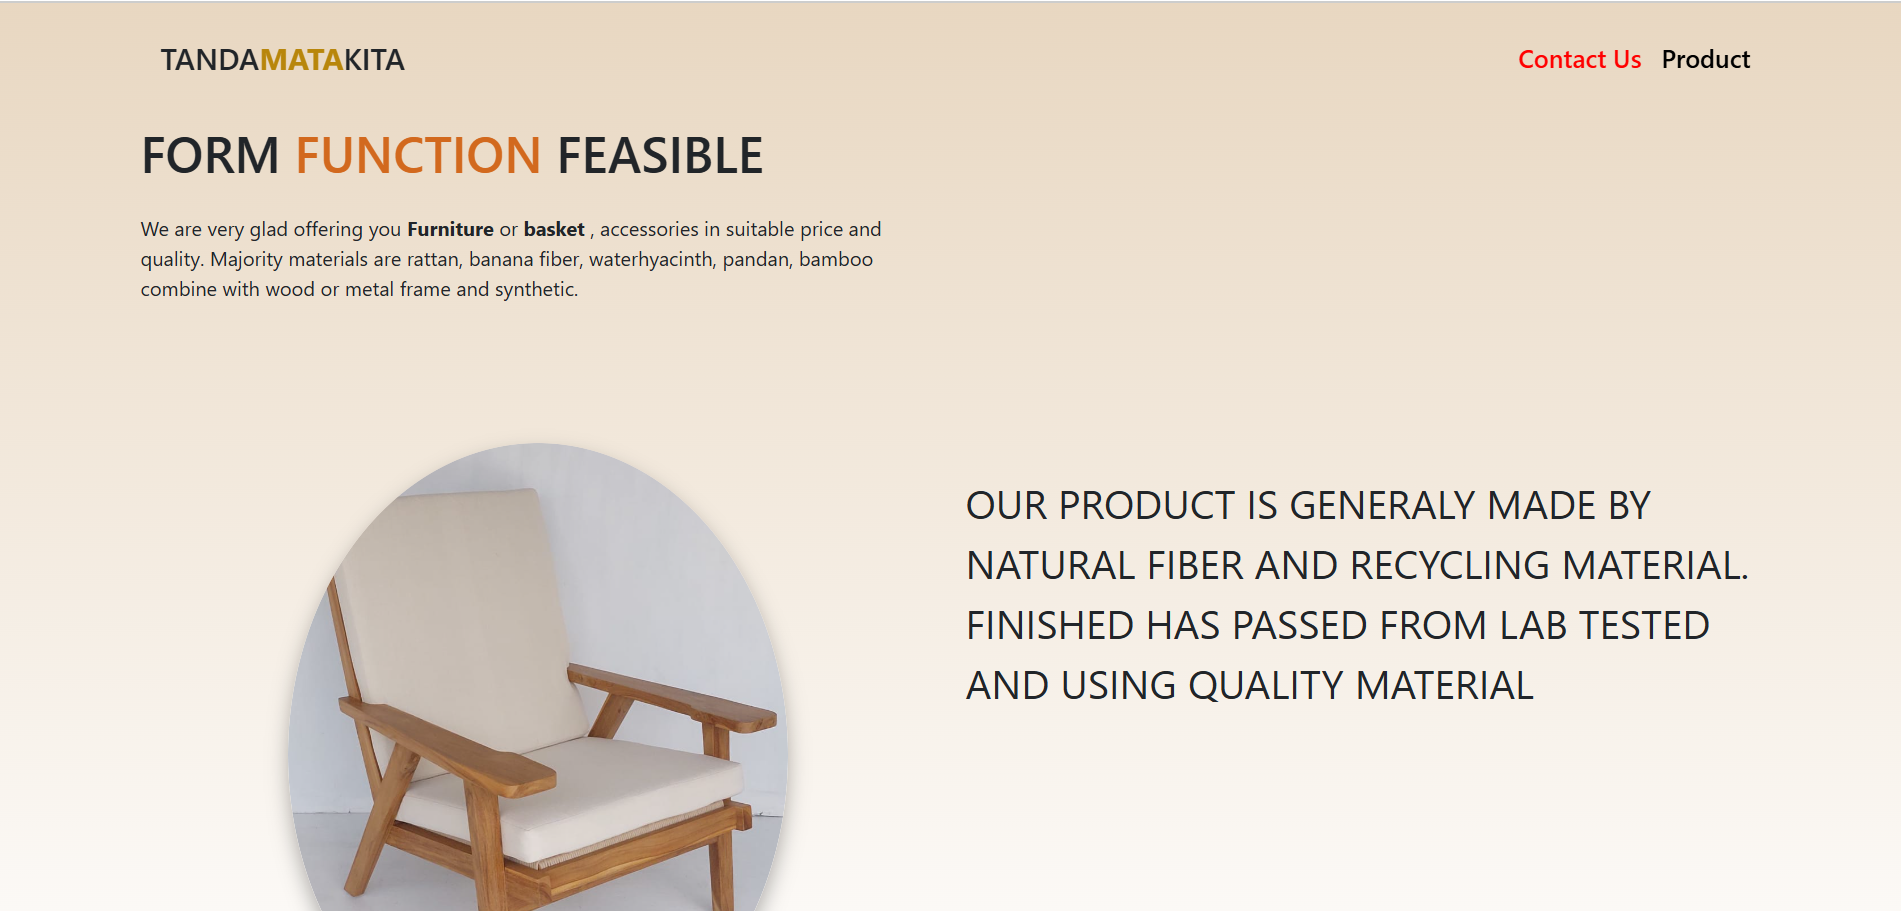 TANDAMATAKITA
Contact Us Product
FORM FUNCTION FEASIBLE
We are very glad offering you Furniture or basket , accessories in suitable price and
quality. Majority materials are rattan, banana fiber, waterhyacinth, pandan, bamboo
combine with wood or metal frame and synthetic.
OUR PRODUCT IS GENERALY MADE BY
NATURAL FIBER AND RECYCLING MATERIAL.
FINISHED HAS PASSED FROM LAB TESTED
AND USING QUALITY MATERIAL